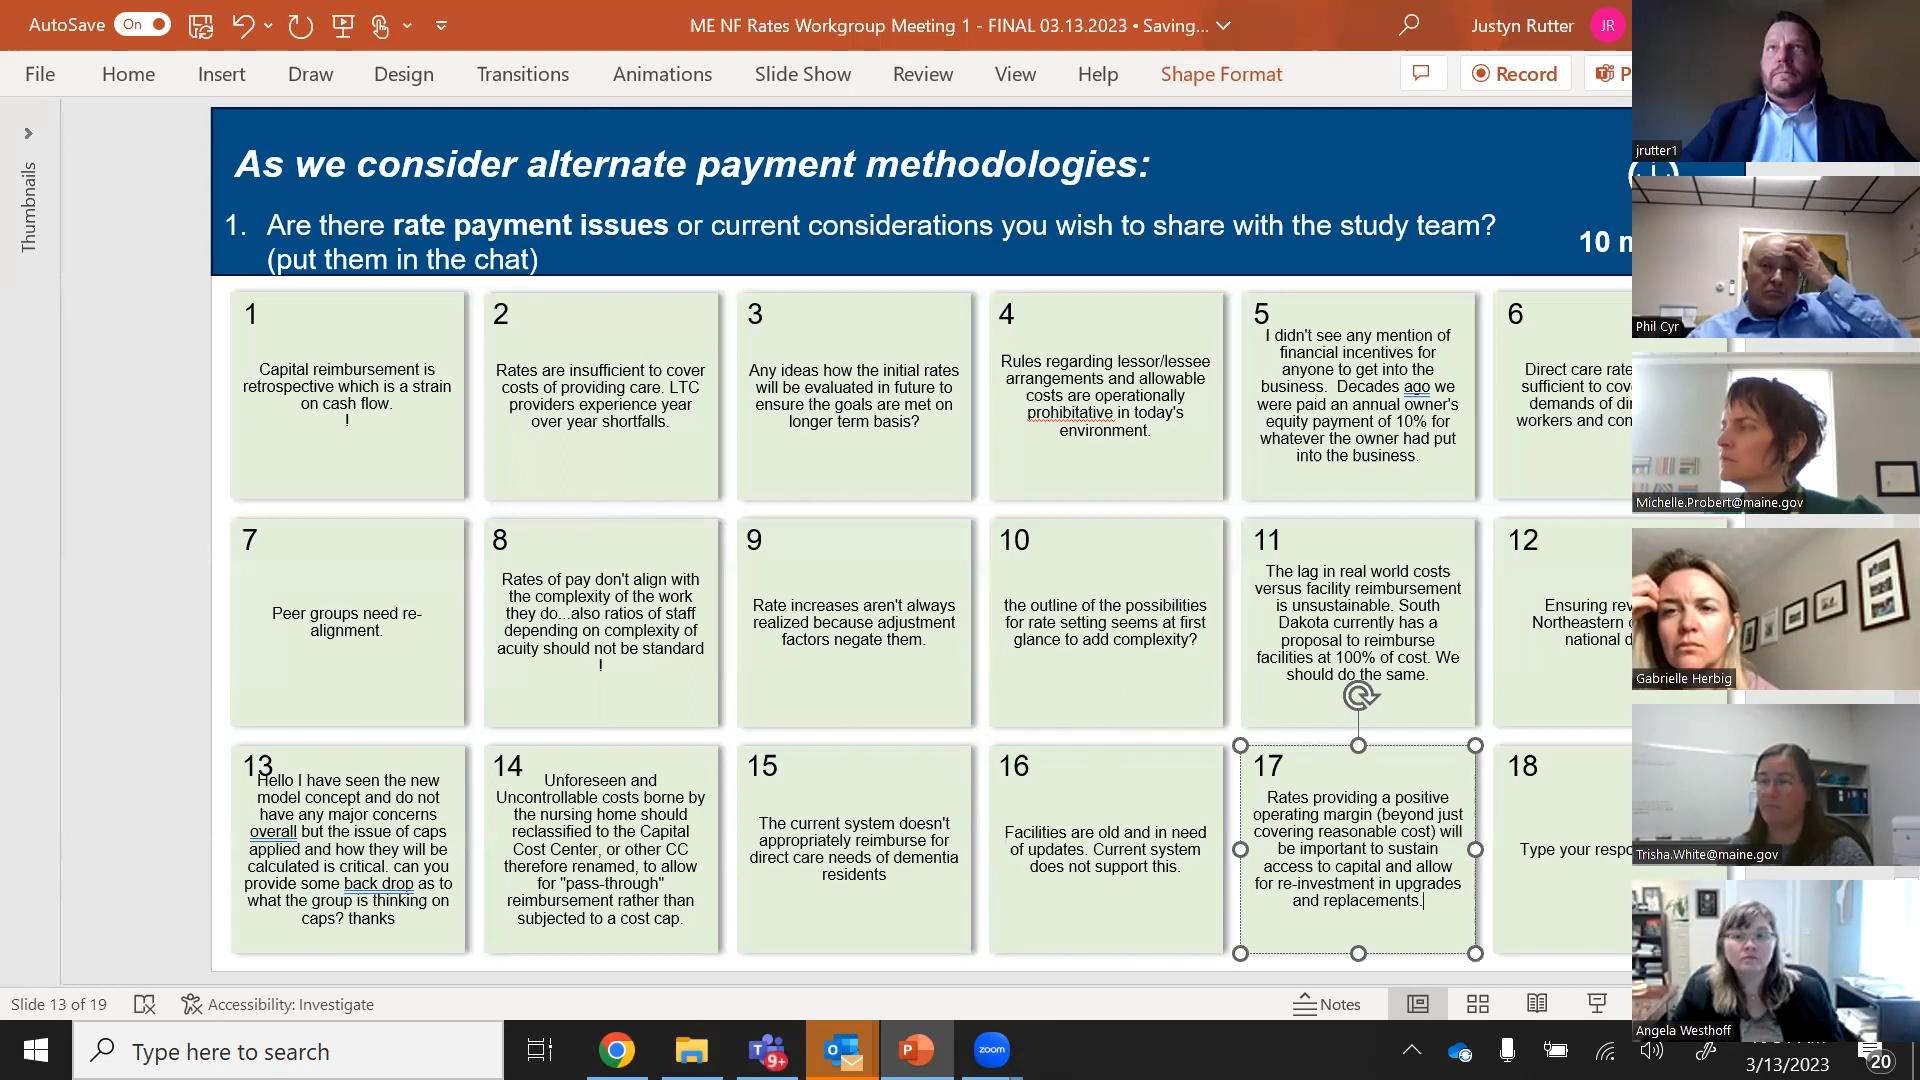 AutoSave On
ME NF Rates Workgroup Meeting 1 - FINAL 03.13.2023 • Saving...
Justyn Rutter JR
File Home Insert Draw Design Transitions Animations Slide Show Review View Help Shape Format
Record
P
Thumbnails
As we consider alternate payment methodologies:
1. Are there rate payment issues or current considerations you wish to share with the study team?
(put them in the chat)
10
1
Capital reimbursement is
retrospective which is a strain
on cash flow.
!
2
Rates are insufficient to cover
costs of providing care. LTC
providers experience year
over year shortfalls.
3
Any ideas how the initial rates
will be evaluated in future to
ensure the goals are met on
longer term basis?
4
Rules regarding lessor/lessee
arrangements and allowable
costs are operationally
prohibitative in today's
environment.
5
I didn't see any mention of
financial incentives for
anyone to get into the
business. Decades ago we
were paid an annual owner's
equity payment of 10% for
whatever the owner had put
into the business.
6
Direct care rate
sufficient to
demands of
workers and
7
Peer groups need re-
alignment.
8
Rates of pay don't align with
the complexity of the work
they do...also ratios of staff
depending on complexity of
acuity should not be standard
!
9
Rate increases aren't always
realized because adjustment
factors negate them.
10
the outline of the possibilities
for rate setting seems at first
glance to add complexity?
11
The lag in real world costs
versus facility reimbursement
is unsustainable. South
Dakota currently has a
proposal to reimburse
facilities at 100% of cost. We
should do the same.
12
Ensuring
Northeastern
national
13
Hello I have seen the new
model concept and do not
have any major concerns
overall but the issue of caps
applied and how they will be
calculated is critical. can you
provide some back drop as to
what the group is thinking on
caps? thanks
14
Unforeseen and
Uncontrollable costs borne by
the nursing home should
reclassified to the Capital
Cost Center, or other CC
therefore renamed, to allow
for "pass-through"
reimbursement rather than
subjected to a cost cap.
15
The current system doesn't
appropriately reimburse for
direct care needs of dementia
residents
16
Facilities are old and in need
of updates. Current system
does not support this.
17
Rates providing a positive
operating margin (beyond just
covering reasonable cost) will
be important to sustain
access to capital and allow
for re-investment in upgrades
and replacements.
18
Type your
jrutter1
Phil Cyr
Michelle.Probert@maine.gov
Gabrielle Herbig
Trisha.White@maine.gov
Angela Westhoff
Slide 13 of 19
Accessibility: Investigate
Notes
Type here to search
9+
zoom
3/13/2023
20